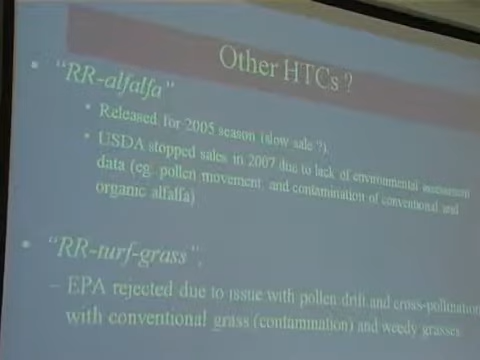 Other HTCs ?
• "RR-alfalfa"
• Released for 2005 season (slow sale ?).
• USDA stopped sales in 2007 due to lack of environmental assessment
data (eg. pollen movement, and contamination of conventional and
organic alfalfa)
• "RR-turf-grass".
– EPA rejected due to issue with pollen drift and cross-pollination
with conventional grass (contamination) and weedy grasses